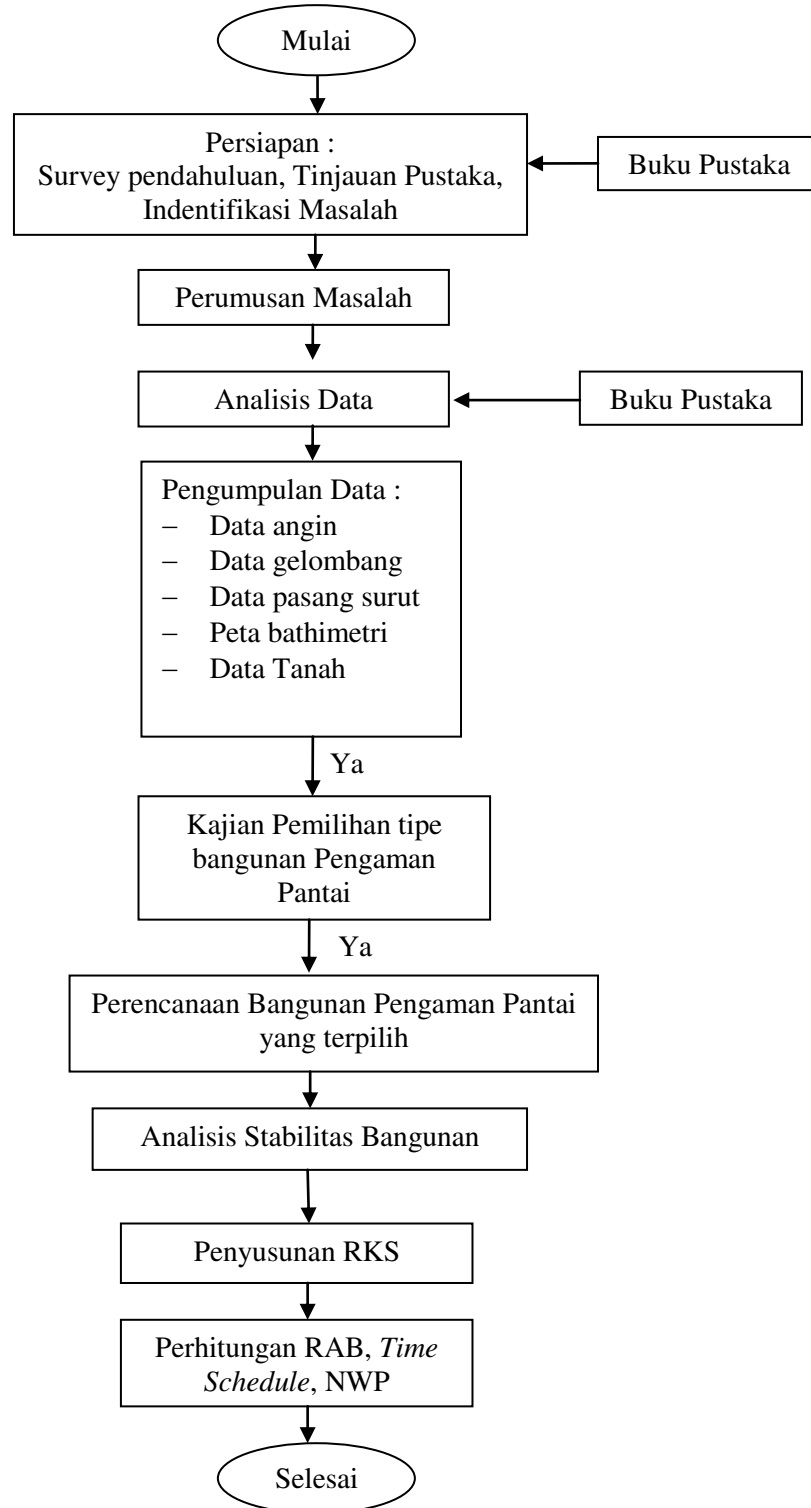 Mulai
Persiapan :
Survey pendahuluan, Tinjauan Pustaka,
Indentifikasi Masalah
Buku Pustaka
Perumusan Masalah
Analisis Data
Buku Pustaka
Pengumpulan Data :
– Data angin
– Data gelombang
– Data pasang surut
– Peta bathimetri
– Data Tanah
Ya
Kajian Pemilihan tipe
bangunan Pengaman
Pantai
Ya
Perencanaan Bangunan Pengaman Pantai
yang terpilih
Analisis Stabilitas Bangunan
Penyusunan RKS
Perhitungan RAB, Time
Schedule, NWP
Selesai